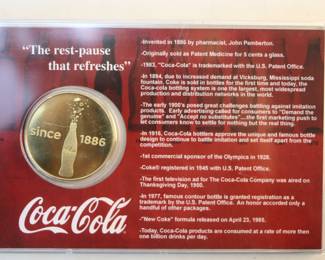 "The rest-pause
that refreshes"
since 1886
Coca-Cola
-Invented in 1886 by pharmacist, John Pemberton.
-Originally sold as Patent Medicine for 5 cents a glass.
-1893, "Coca-Cola" is trademarked with the U.S. Patent Office.
-In 1894, due to increased demand at Vicksburg, Mississippi soda
fountain. Coke is sold in bottles for the first time and today, the
Coca-cola bottling system is one of the largest, most widespread
production and distribution networks in the world.
-The early 1900's posed great challenges battling against imitation
products. Early advertising called for consumers to "Demand the
genuine" and "Accept no substitutes"...the first marketing push to
let consumers know to settle for nothing but the real thing.
-In 1916, Coca-Cola bottlers approve the unique and famous bottle
design to continue to battle imitation and set itself apart from the
competition.
-1st commercial sponsor of the Olympics in 1928.
-Coke® registered in 1945 with U.S. Patent Office.
-The first television ad for The Coca-Cola Company was aired on
Thanksgiving Day, 1950.
-In 1977, famous contour bottle is granted registration as a
trademark by the U.S. Patent Office. An honor accorded only a
handful of other packages.
-"New Coke" formula released on April 23, 1985.
-Today, Coca-Cola products are consumed at a rate of more then
one billion drinks per day.